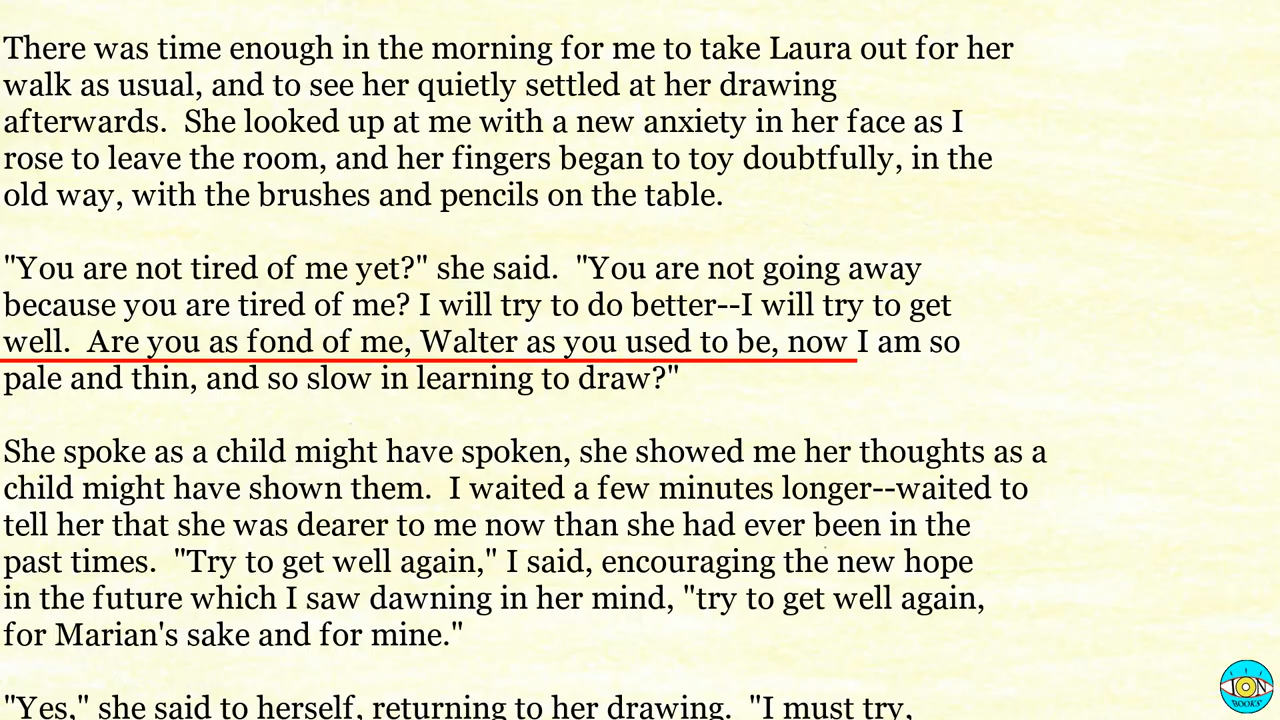 There was time enough in the morning for me to take Laura out for her
walk as usual, and to see her quietly settled at her drawing
afterwards.  She looked up at me with a new anxiety in her face as I
rose to leave the room, and her fingers began to toy doubtfully, in the
old way, with the brushes and pencils on the table.
"You are not tired of me yet?" she said.  "You are not going away
because you are tired of me? I will try to do better--I will try to get
well.  Are you as fond of me, Walter as you used to be, now I am so
pale and thin, and so slow in learning to draw?"
She spoke as a child might have spoken, she showed me her thoughts as a
child might have shown them.  I waited a few minutes longer--waited to
tell her that she was dearer to me now than she had ever been in the
past times.  "Try to get well again," I said, encouraging the new hope
in the future which I saw dawning in her mind, "try to get well again,
for Marian's sake and for mine."
"Yes," she said to herself, returning to her drawing.  "I must try,
ION
BOOKS